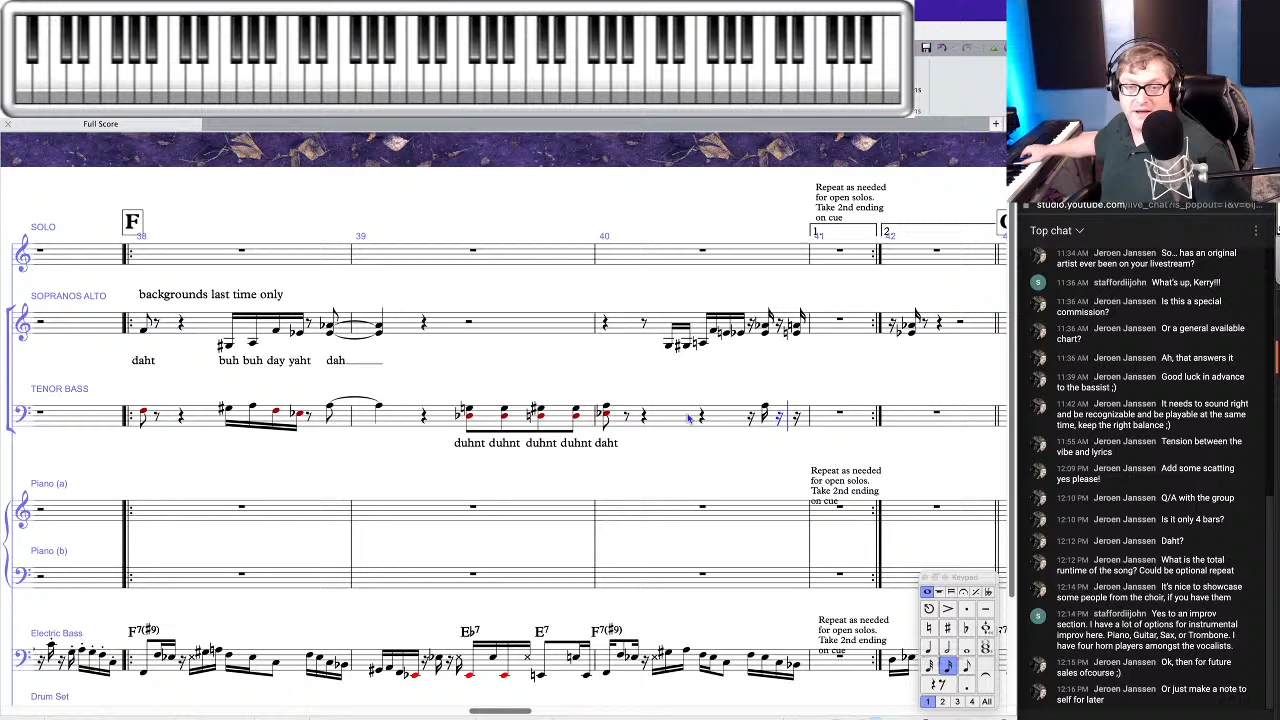 Full Score
Repeat as needed
for open solos.
Take 2nd ending
on cue
F
SOLO
38
39
40
1.
41
2.
42
SOPRANOS ALTO
backgrounds last time only
daht buh buh day yaht dah
TENOR BASS
duhnt duhnt duhnt duhnt daht
Piano (a)
Repeat as needed
for open solos.
Take 2nd ending
on cue
Piano (b)
Electric Bass
F7(#9)
Eb7
E7
F7(#9)
Repeat as needed
for open solos.
Take 2nd ending
on cue
Drum Set
Keypad
1 2 3 4 All
studio.youtube.com/live_chat?is_popout=1&v=oij...
Top chat
11:34 AM Jeroen Janssen So... has an original
artist ever been on your livestream?
11:36 AM staffordiijohn What's up, Kerry!!!
11:36 AM Jeroen Janssen Is this a special
commission?
11:36 AM Jeroen Janssen Or a general available
chart?
11:36 AM Jeroen Janssen Ah, that answers it
11:39 AM Jeroen Janssen Good luck in advance
to the bassist ;)
11:42 AM Jeroen Janssen It needs to sound right
and be recognizable and be playable at the
same time, keep the right balance ;)
11:55 AM Jeroen Janssen Tension between the
vibe and lyrics
12:09 PM Jeroen Janssen Add some scatting
yes please!
12:10 PM Jeroen Janssen Q/A with the group
12:10 PM Jeroen Janssen Is it only 4 bars?
12:12 PM Jeroen Janssen Daht?
12:12 PM Jeroen Janssen What is the total
runtime of the song? Could be optional repeat
12:14 PM Jeroen Janssen It's nice to showcase
some people from the choir, if you have them
12:14 PM staffordiijohn Yes to an improv
section. I have a lot of options for instrumental
improv here. Piano, Guitar, Sax, or Trombone. I
have four horn players amongst the vocalists.
12:15 PM Jeroen Janssen Ok, then for future
sales ofcourse ;)
12:16 PM Jeroen Janssen Or just make a note to
self for later